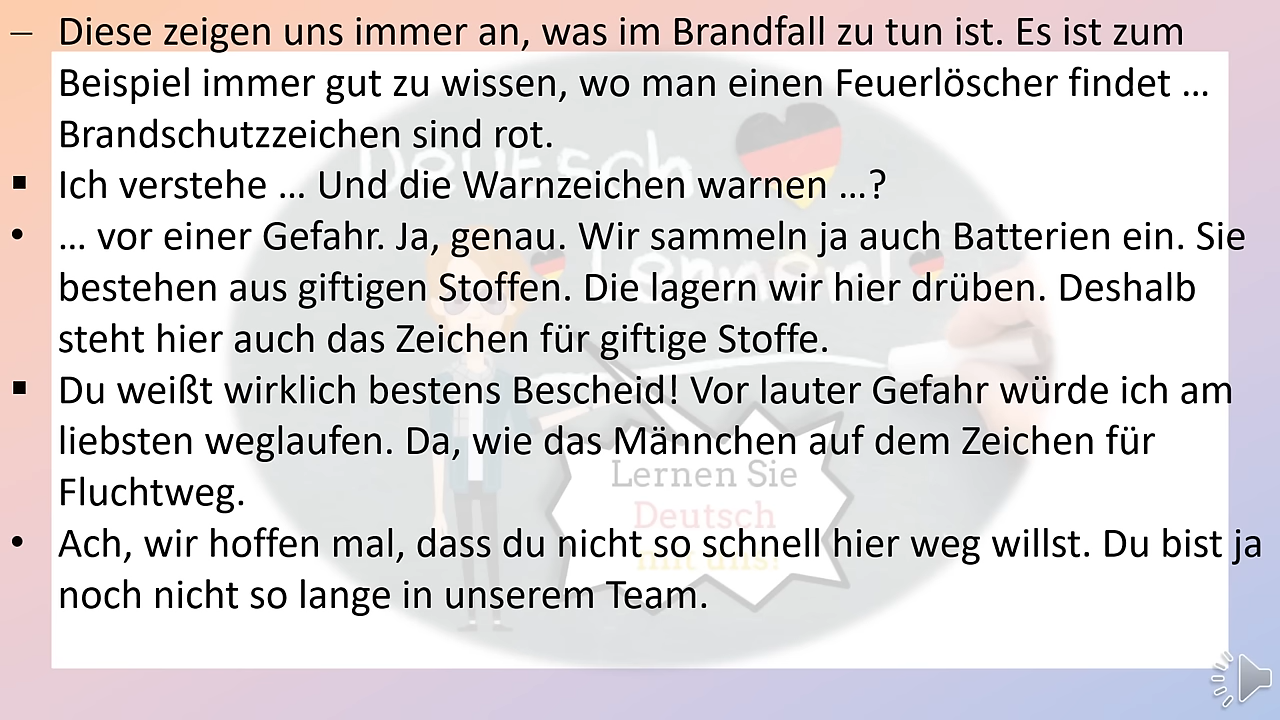 – Diese zeigen uns immer an, was im Brandfall zu tun ist. Es ist zum
Beispiel immer gut zu wissen, wo man einen Feuerlöscher findet …
Brandschutzzeichen sind rot.
▪ Ich verstehe … Und die Warnzeichen warnen …?
• … vor einer Gefahr. Ja, genau. Wir sammeln ja auch Batterien ein. Sie
bestehen aus giftigen Stoffen. Die lagern wir hier drüben. Deshalb
steht hier auch das Zeichen für giftige Stoffe.
▪ Du weißt wirklich bestens Bescheid! Vor lauter Gefahr würde ich am
liebsten weglaufen. Da, wie das Männchen auf dem Zeichen für
Fluchtweg.
• Ach, wir hoffen mal, dass du nicht so schnell hier weg willst. Du bist ja
noch nicht so lange in unserem Team.
Deutsch
Lernen!
Lernen Sie
Deutsch
mit uns!